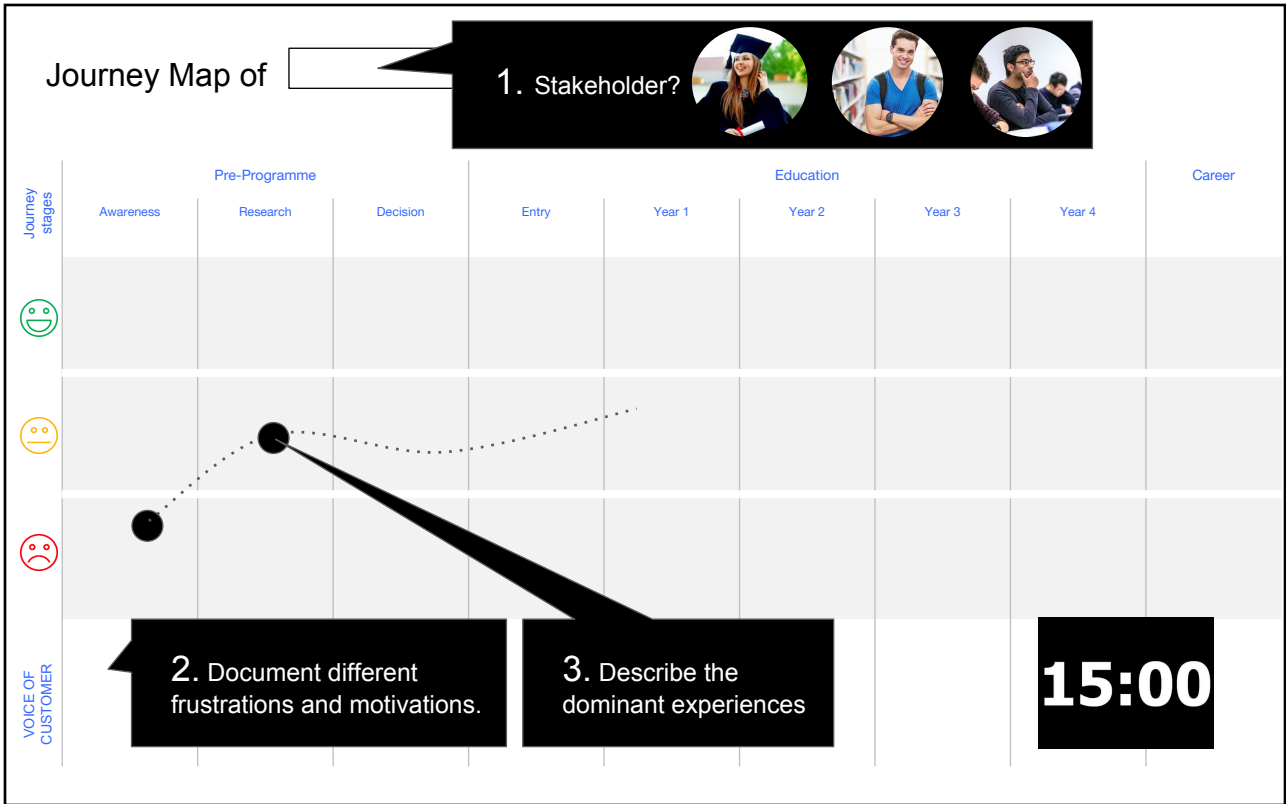 Journey Map of
1. Stakeholder?
Journey
stages
Pre-Programme
Education
Career
Awareness
Research
Decision
Entry
Year 1
Year 2
Year 3
Year 4
VOICE OF
CUSTOMER
2. Document different
frustrations and motivations.
3. Describe the
dominant experiences
15:00